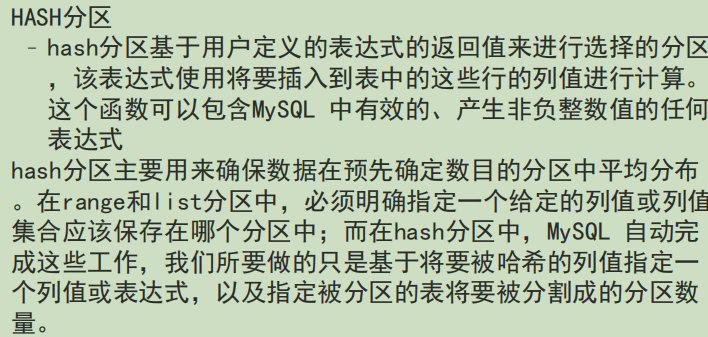 HASH分区
- hash分区基于用户定义的表达式的返回值来进行选择的分区
，该表达式使用将要插入到表中的这些行的列值进行计算。
这个函数可以包含MySQL 中有效的、产生非负整数值的任何
表达式
hash分区主要用来确保数据在预先确定数目的分区中平均分布
。在range和list分区中，必须明确指定一个给定的列值或列值
集合应该保存在哪个分区中；而在hash分区中，MySQL 自动完
成这些工作，我们所要做的只是基于将要被哈希的列值指定一
个列值或表达式，以及指定被分区的表将要被分割成的分区数
量。